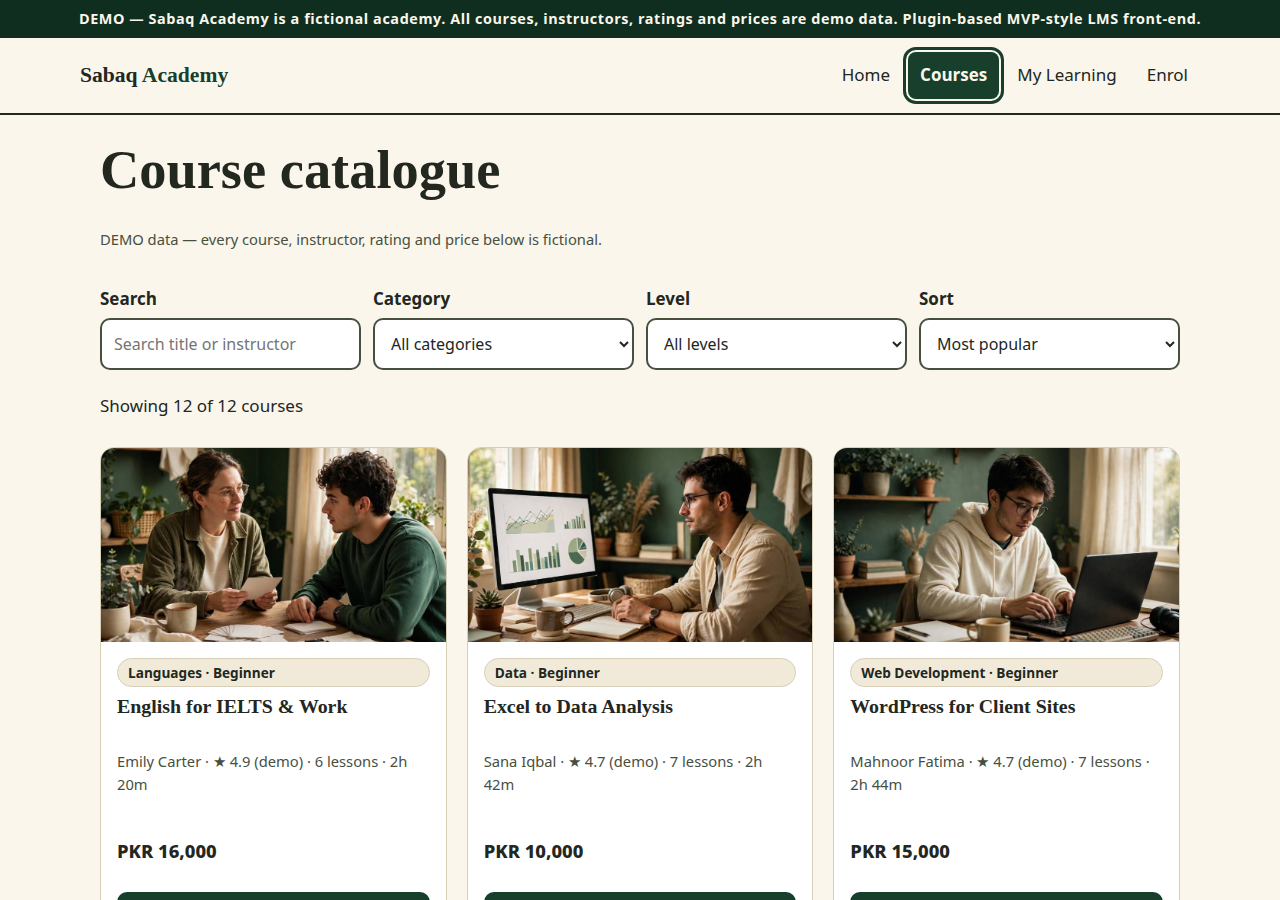 DEMO — Sabaq Academy is a fictional academy. All courses, instructors, ratings and prices are demo data. Plugin-based MVP-style LMS front-end.
Sabaq Academy
Home
Courses
My Learning
Enrol
Course catalogue
DEMO data — every course, instructor, rating and price below is fictional.
Search
Category
Level
Sort
Search title or instructor
All categories
All levels
Most popular
Showing 12 of 12 courses
Languages · Beginner
English for IELTS & Work
Emily Carter · ★ 4.9 (demo) · 6 lessons · 2h
20m
PKR 16,000
Data · Beginner
Excel to Data Analysis
Sana Iqbal · ★ 4.7 (demo) · 7 lessons · 2h
42m
PKR 10,000
Web Development · Beginner
WordPress for Client Sites
Mahnoor Fatima · ★ 4.7 (demo) · 7 lessons ·
2h 44m
PKR 15,000